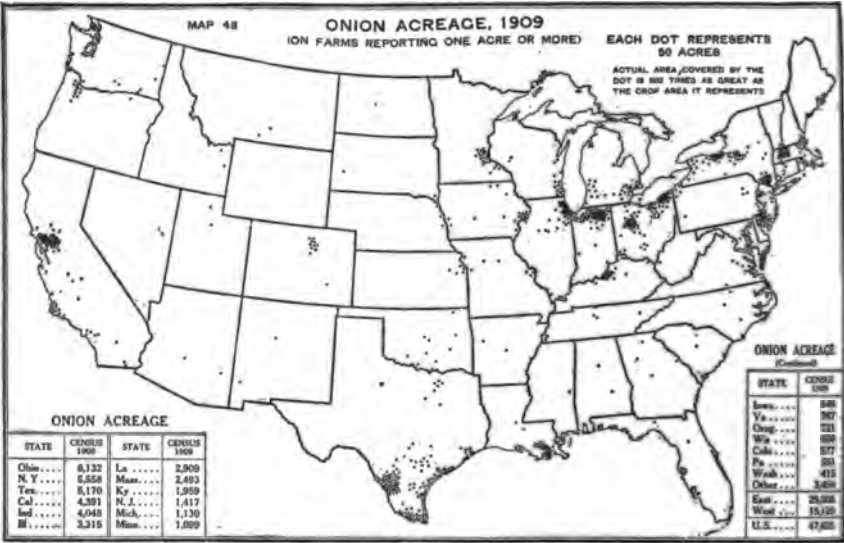 MAP 48
ONION ACREAGE, 1909
(ON FARMS REPORTING ONE ACRE OR MORE)
EACH DOT REPRESENTS
50 ACRES
ACTUAL AREA COVERED BY THE
DOT IS TIMES AS GREAT AS
THE CROP AREA IT REPRESENTS
ONION ACREAGE
STATE CENSUS 1909 STATE CENSUS 1909
Ohio.... 6,132 La ..... 2,909
N. Y .... 5,558 Mass.... 2,493
Tex..... 5,170 Ky ..... 1,959
Cal ..... 4,391 N. J..... 1,417
Ind ..... 4,048 Mich.... 1,130
Ill ...... 3,315 Minn.... 1,099
ONION ACREAGE
(Continued)
STATE CENSUS 1909
Iowa....
Va .....
Oreg....
Wis ....
Colo.... 577
Pa .....
Wash... 415
Other...
East....
West ... 15,120
U.S.....